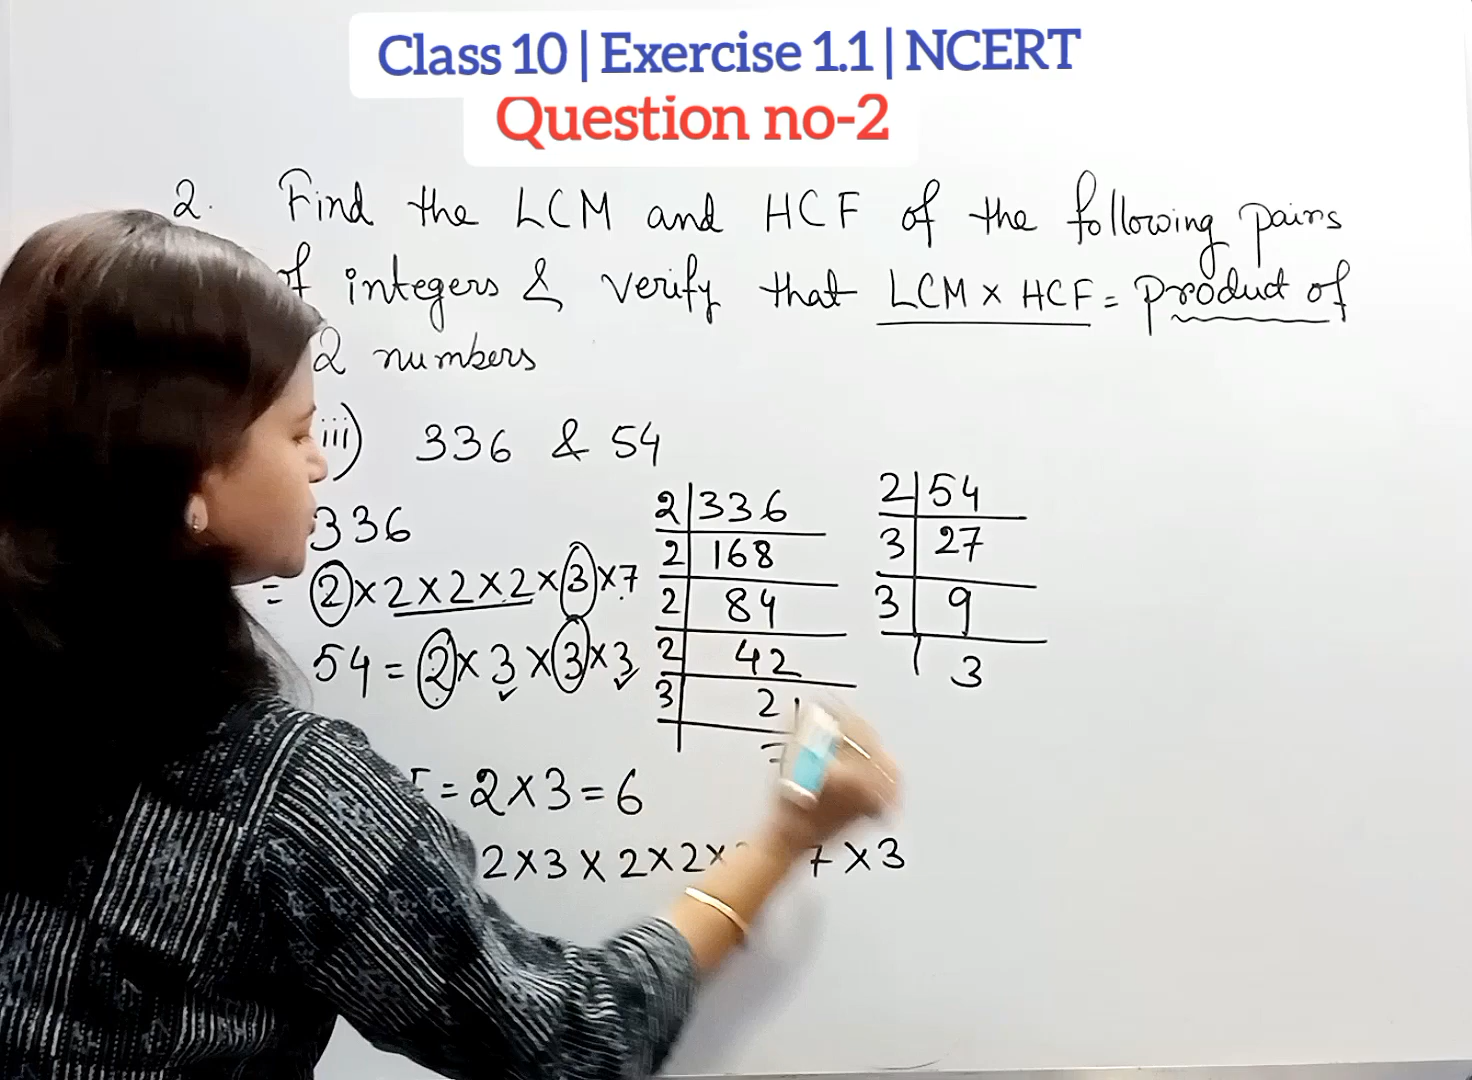 Class 10 | Exercise 1.1 | NCERT
Question no-2
2. Find the LCM and HCF of the following pairs
of integers & verify that LCM × HCF = product of
2 numbers
iii) 336 & 54
336
= 2 × 2 × 2 × 2 × 3 × 7
54 = 2 × 3 × 3 × 3
2 | 336
2 | 168
2 | 84
2 | 42
3 | 21
2 | 54
3 | 27
3 | 9
3
= 2 × 3 = 6
2 × 3 × 2 × 2 × 7 × 3